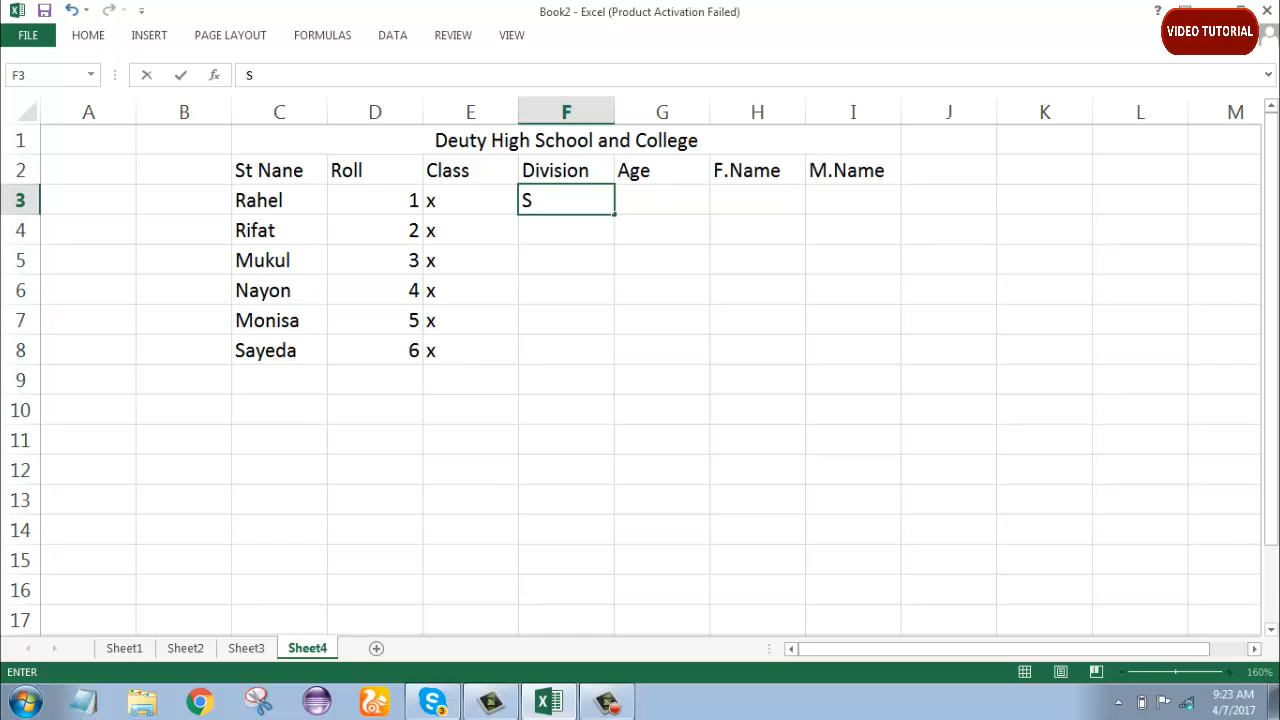 Book2 - Excel (Product Activation Failed)
?
VIDEO TUTORIAL
FILE HOME INSERT PAGE LAYOUT FORMULAS DATA REVIEW VIEW
F3 fx S
A B C D E F G H I J K L M
1 Deuty High School and College
2 St Nane Roll Class Division Age F.Name M.Name
3 Rahel 1 x S
4 Rifat 2 x
5 Mukul 3 x
6 Nayon 4 x
7 Monisa 5 x
8 Sayeda 6 x
9
10
11
12
13
14
15
16
17
Sheet1 Sheet2 Sheet3 Sheet4
ENTER 160%
3
9:23 AM
4/7/2017